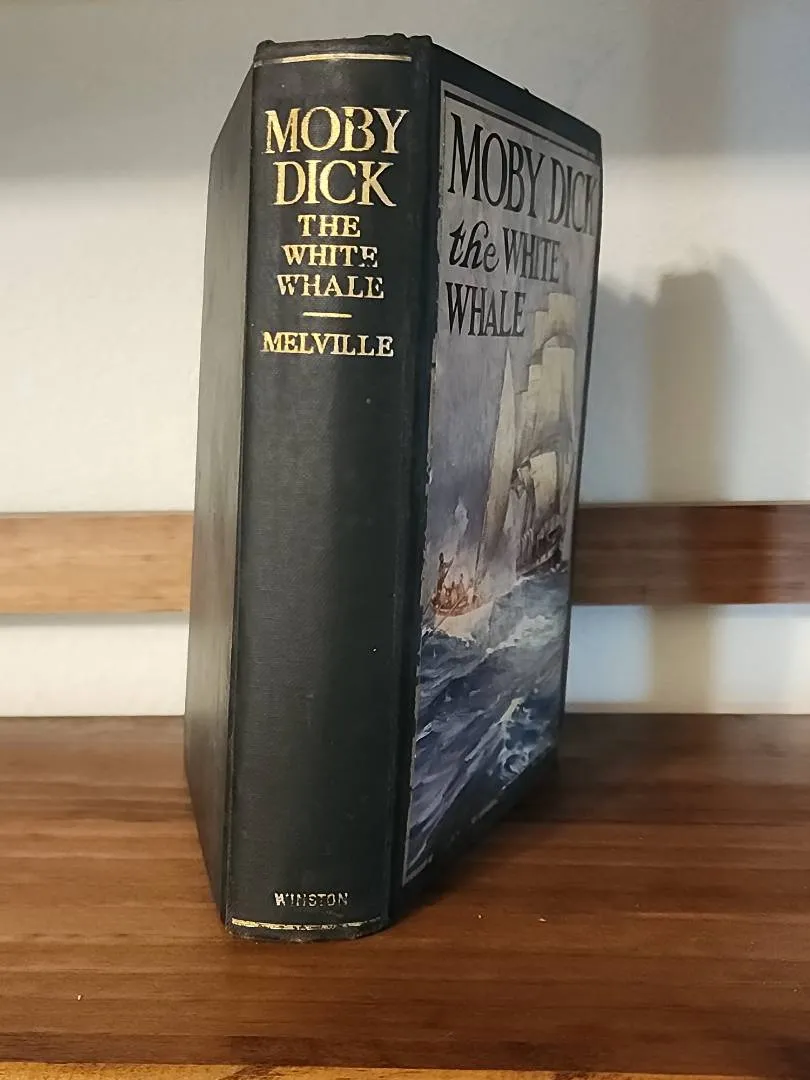 MOBY
DICK
THE
WHITE
WHALE
MELVILLE
WINSTON
MOBY DICK
the WHITE
WHALE